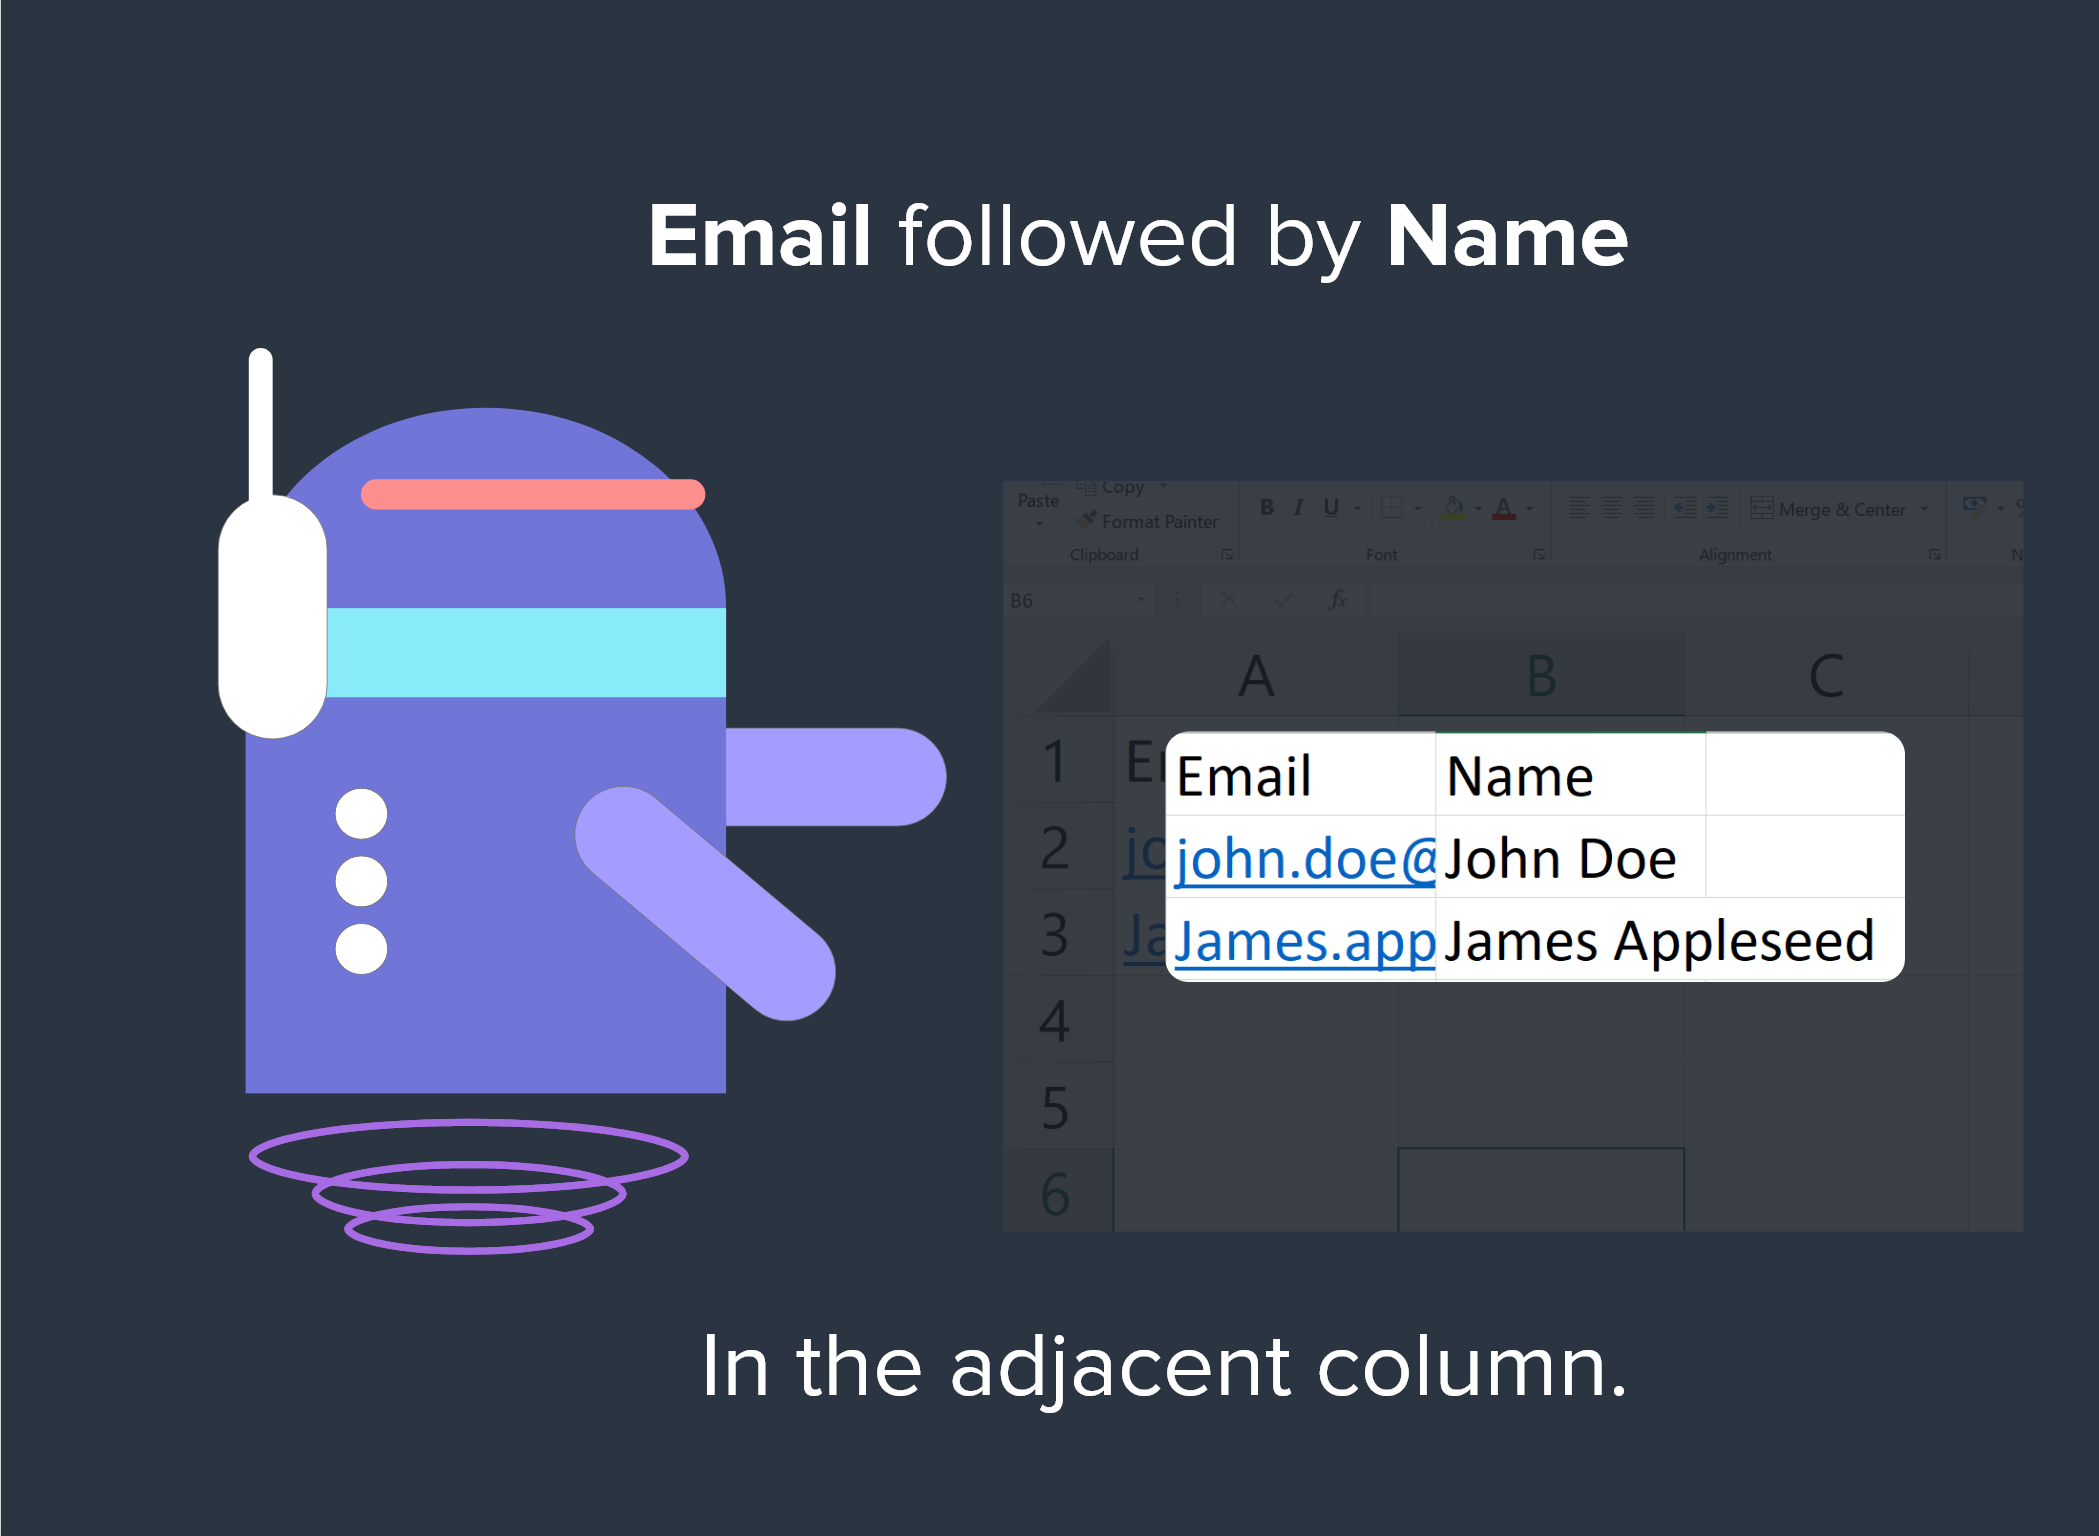 Email followed by Name
Paste
Copy
Format Painter
B I U
A
Merge & Center
Clipboard
Font
Alignment
B6
fx
A B C
1 Email Name
2 john.doe@ John Doe
3 James.app James Appleseed
4
5
6
In the adjacent column.